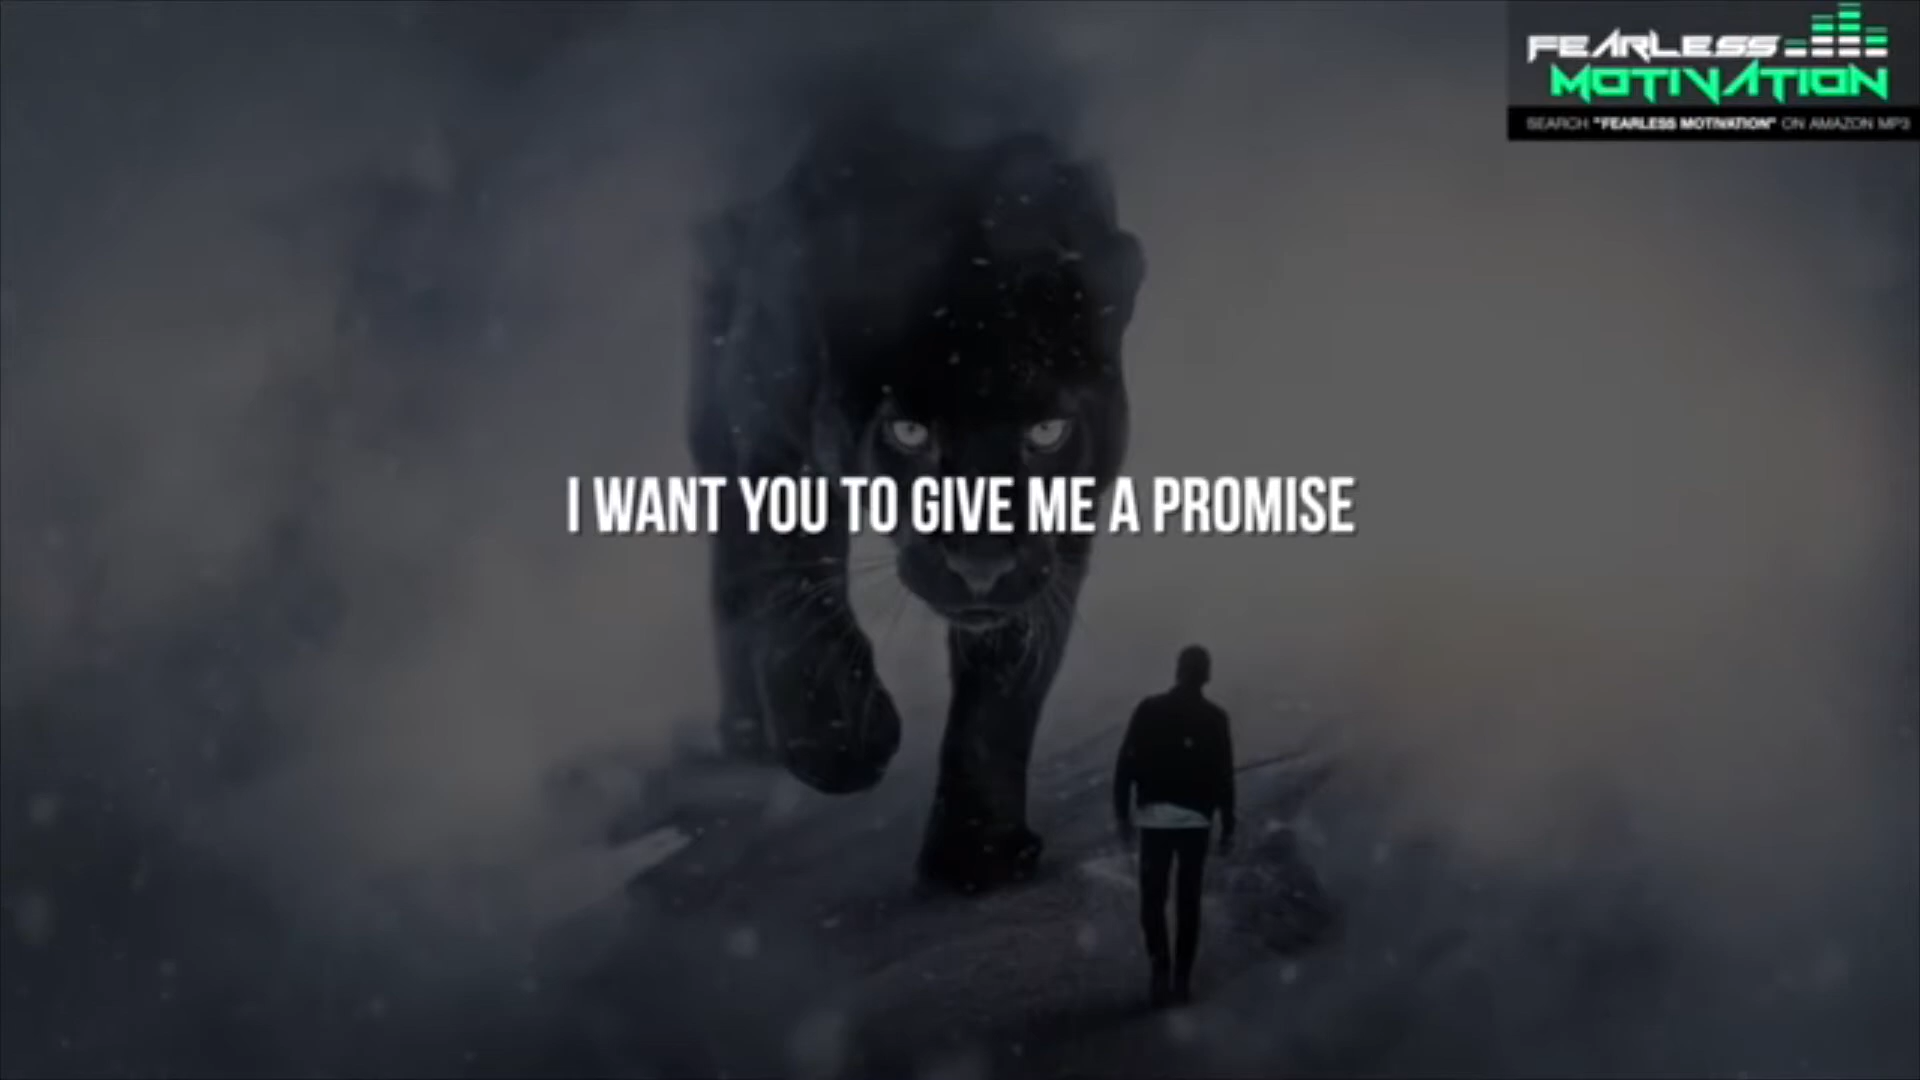 FEARLESS
MOTIVATION
SEARCH "FEARLESS MOTIVATION" ON AMAZON MP3
I WANT YOU TO GIVE ME A PROMISE